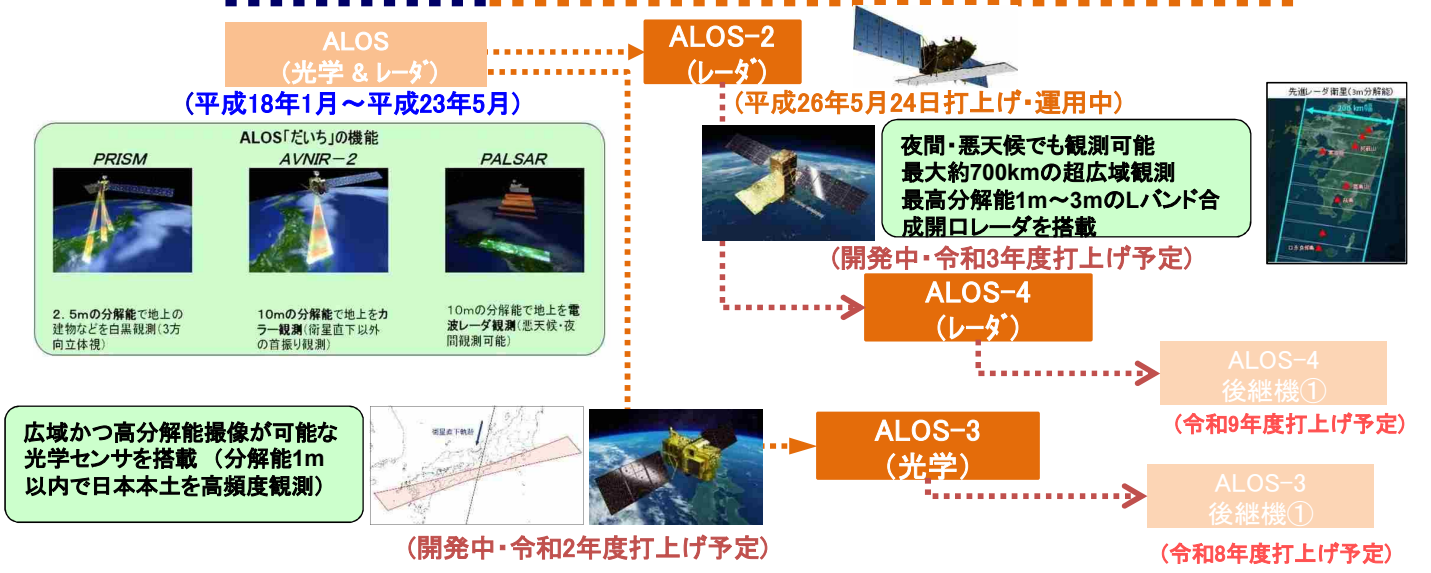 ALOS
(光学 & レーダ)
(平成18年1月～平成23年5月)
ALOS-2
(レーダ)
(平成26年5月24日打上げ・運用中)
ALOS「だいち」の機能
PRISM
AVNIR-2
PALSAR
2.5mの分解能で地上の
建物などを白黒観測(3方
向立体視)
10mの分解能で地上をカ
ラー観測(衛星直下以外
の首振り観測)
10mの分解能で地上を電
波レーダ観測(悪天候・夜
間観測可能)
夜間・悪天候でも観測可能
最大約700kmの超広域観測
最高分解能1m～3mのLバンド合
成開口レーダを搭載
先進レーダ衛星(3m分解能)
200 km幅
(開発中・令和3年度打上げ予定)
ALOS-4
(レーダ)
ALOS-4
後継機①
(令和9年度打上げ予定)
広域かつ高分解能撮像が可能な
光学センサを搭載 (分解能1m
以内で日本本土を高頻度観測)
衛星直下軌跡
ALOS-3
(光学)
(開発中・令和2年度打上げ予定)
ALOS-3
後継機①
(令和8年度打上げ予定)